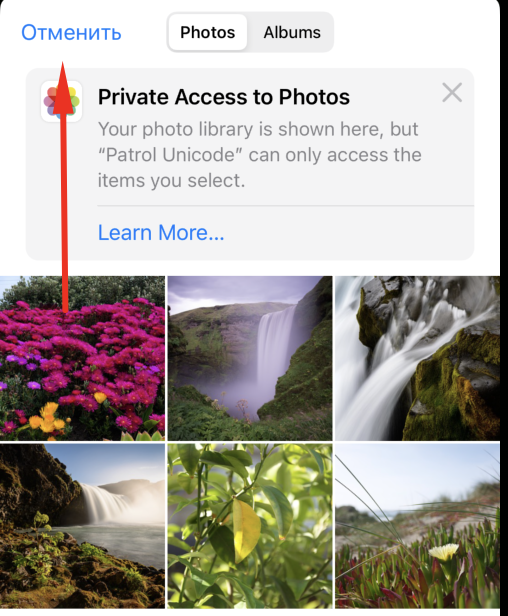 Отменить
Photos
Albums
Private Access to Photos
Your photo library is shown here, but
“Patrol Unicode” can only access the
items you select.
Learn More...